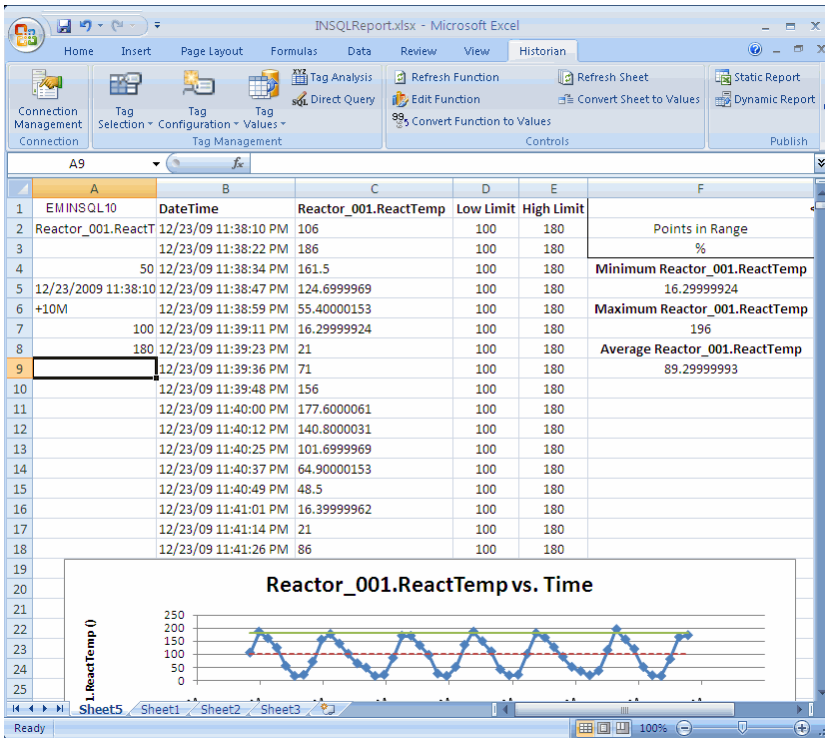 INSQLReport.xlsx - Microsoft Excel
Home Insert Page Layout Formulas Data Review View Historian
Connection Management
Tag Selection
Tag Configuration
Tag Values
XYZ Tag Analysis
SQL Direct Query
Refresh Function
Edit Function
Convert Function to Values
Refresh Sheet
Convert Sheet to Values
Static Report
Dynamic Report
Connection Tag Management Controls Publish
A9 fx
A B C D E F
1 EMINSQL10 DateTime Reactor_001.ReactTemp Low Limit High Limit
2 Reactor_001.ReactT 12/23/09 11:38:10 PM 106 100 180 Points in Range
3 12/23/09 11:38:22 PM 186 100 180 %
4 50 12/23/09 11:38:34 PM 161.5 100 180 Minimum Reactor_001.ReactTemp
5 12/23/2009 11:38:10 12/23/09 11:38:47 PM 124.6999969 100 180 16.29999924
6 +10M 12/23/09 11:38:59 PM 55.40000153 100 180 Maximum Reactor_001.ReactTemp
7 100 12/23/09 11:39:11 PM 16.29999924 100 180 196
8 180 12/23/09 11:39:23 PM 21 100 180 Average Reactor_001.ReactTemp
9 12/23/09 11:39:36 PM 71 100 180 89.29999993
10 12/23/09 11:39:48 PM 156 100 180
11 12/23/09 11:40:00 PM 177.6000061 100 180
12 12/23/09 11:40:12 PM 140.8000031 100 180
13 12/23/09 11:40:25 PM 101.6999969 100 180
14 12/23/09 11:40:37 PM 64.90000153 100 180
15 12/23/09 11:40:49 PM 48.5 100 180
16 12/23/09 11:41:01 PM 16.39999962 100 180
17 12/23/09 11:41:14 PM 21 100 180
18 12/23/09 11:41:26 PM 86 100 180
19
20
21
22
23
24
25
Reactor_001.ReactTemp vs. Time
1.ReactTemp ()
250
200
150
100
50
0
Sheet5 Sheet1 Sheet2 Sheet3
Ready 100%